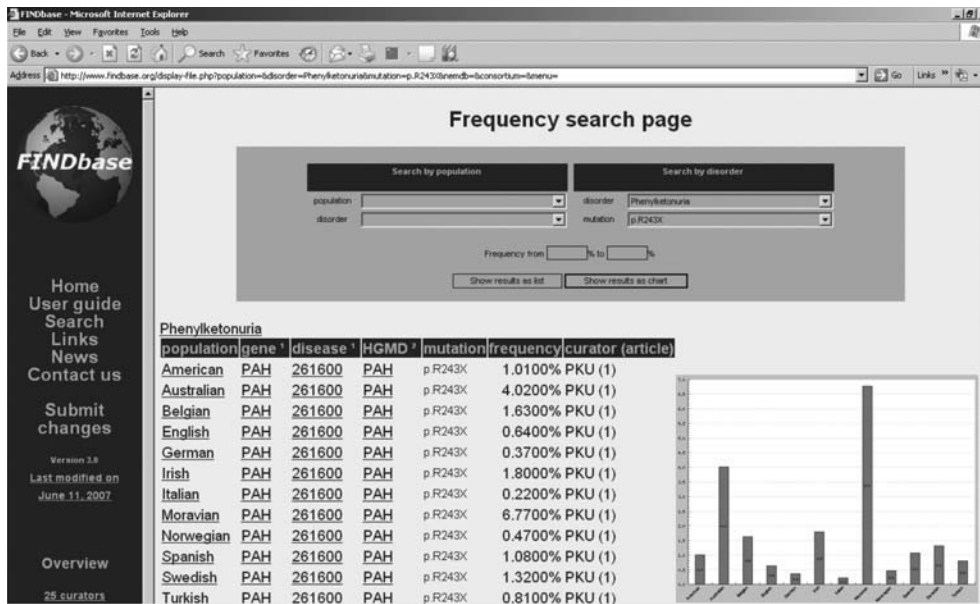 FINDbase - Microsoft Internet Explorer
File Edit View Favorites Tools Help
Back Search Favorites
Address http://www.findbase.org/display-file.php?population=&disorder=Phenylketonuria&mutation=p.R243X&nemdb=&consortium=&menu= Go Links »
FINDbase
Home
User guide
Search
Links
News
Contact us
Submit
changes
Version 3.0
Last modified on
June 11, 2007
Overview
25 curators
Frequency search page
Search by population Search by disorder
population disorder Phenylketonuria
disorder mutation p.R243X
Frequency from % to %
Show results as list Show results as chart
Phenylketonuria
population gene ¹ disease ¹ HGMD ² mutation frequency curator (article)
American PAH 261600 PAH p.R243X 1.0100% PKU (1)
Australian PAH 261600 PAH p.R243X 4.0200% PKU (1)
Belgian PAH 261600 PAH p.R243X 1.6300% PKU (1)
English PAH 261600 PAH p.R243X 0.6400% PKU (1)
German PAH 261600 PAH p.R243X 0.3700% PKU (1)
Irish PAH 261600 PAH p.R243X 1.8000% PKU (1)
Italian PAH 261600 PAH p.R243X 0.2200% PKU (1)
Moravian PAH 261600 PAH p.R243X 6.7700% PKU (1)
Norwegian PAH 261600 PAH p.R243X 0.4700% PKU (1)
Spanish PAH 261600 PAH p.R243X 1.0800% PKU (1)
Swedish PAH 261600 PAH p.R243X 1.3200% PKU (1)
Turkish PAH 261600 PAH p.R243X 0.8100% PKU (1)